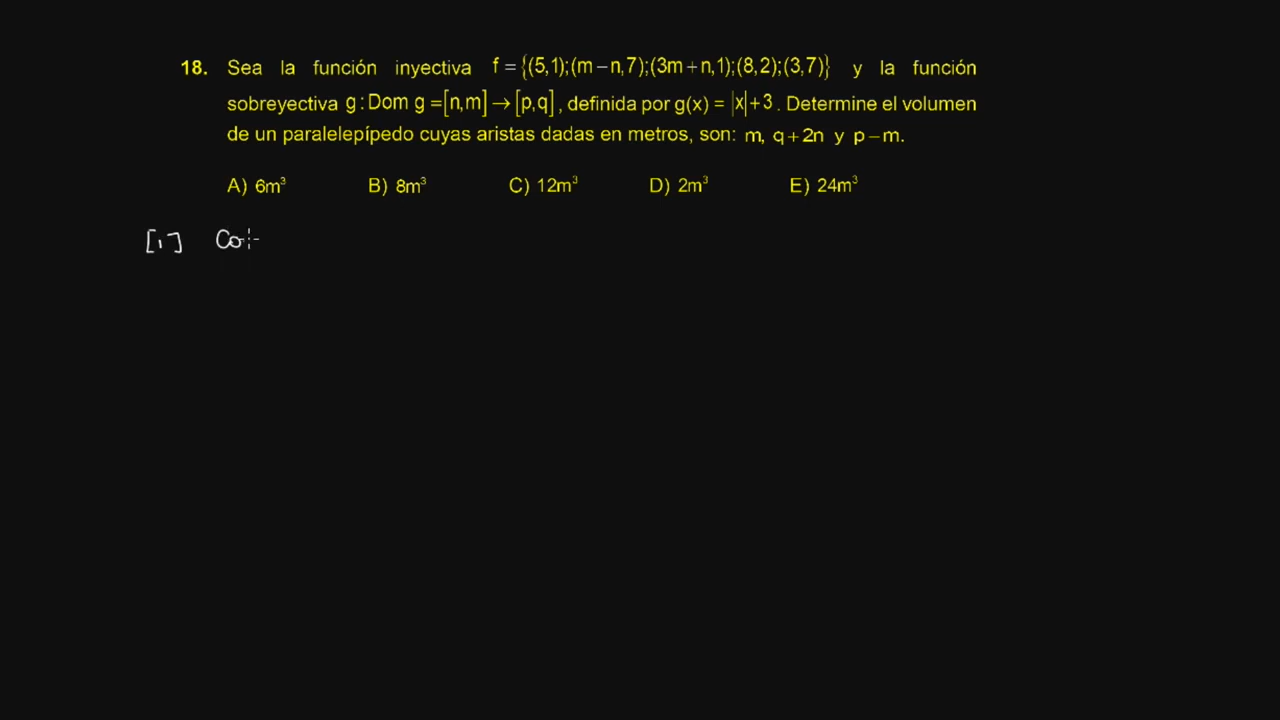 18. Sea la función inyectiva f = {(5,1);(m−n,7);(3m+n,1);(8,2);(3,7)} y la función
sobreyectiva g : Dom g = [n,m] → [p,q] , definida por g(x) = |x|+3 . Determine el volumen
de un paralelepípedo cuyas aristas dadas en metros, son: m, q+2n y p−m.
A) 6m³ B) 8m³ C) 12m³ D) 2m³ E) 24m³
[1]